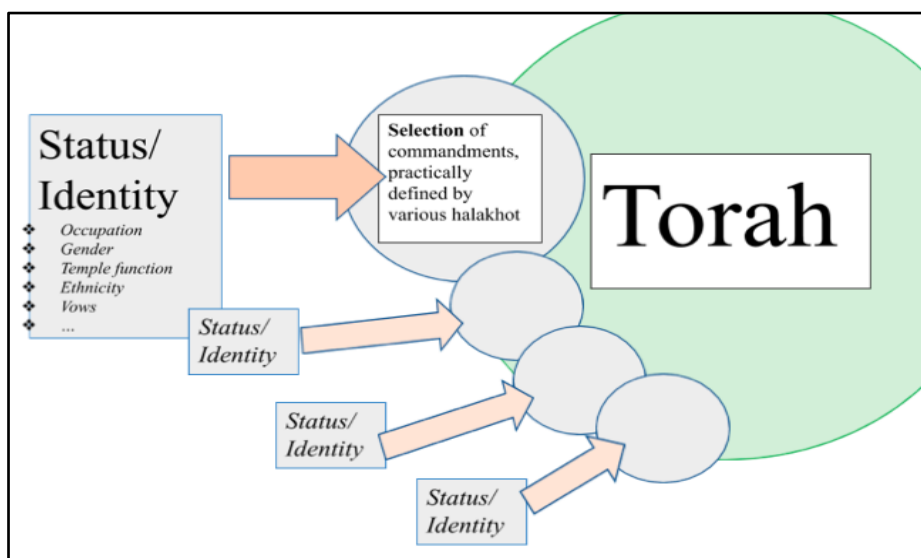 Status/
Identity
❖ Occupation
❖ Gender
❖ Temple function
❖ Ethnicity
❖ Vows
❖ ...
Selection of
commandments,
practically
defined by
various halakhot
Torah
Status/
Identity
Status/
Identity
Status/
Identity